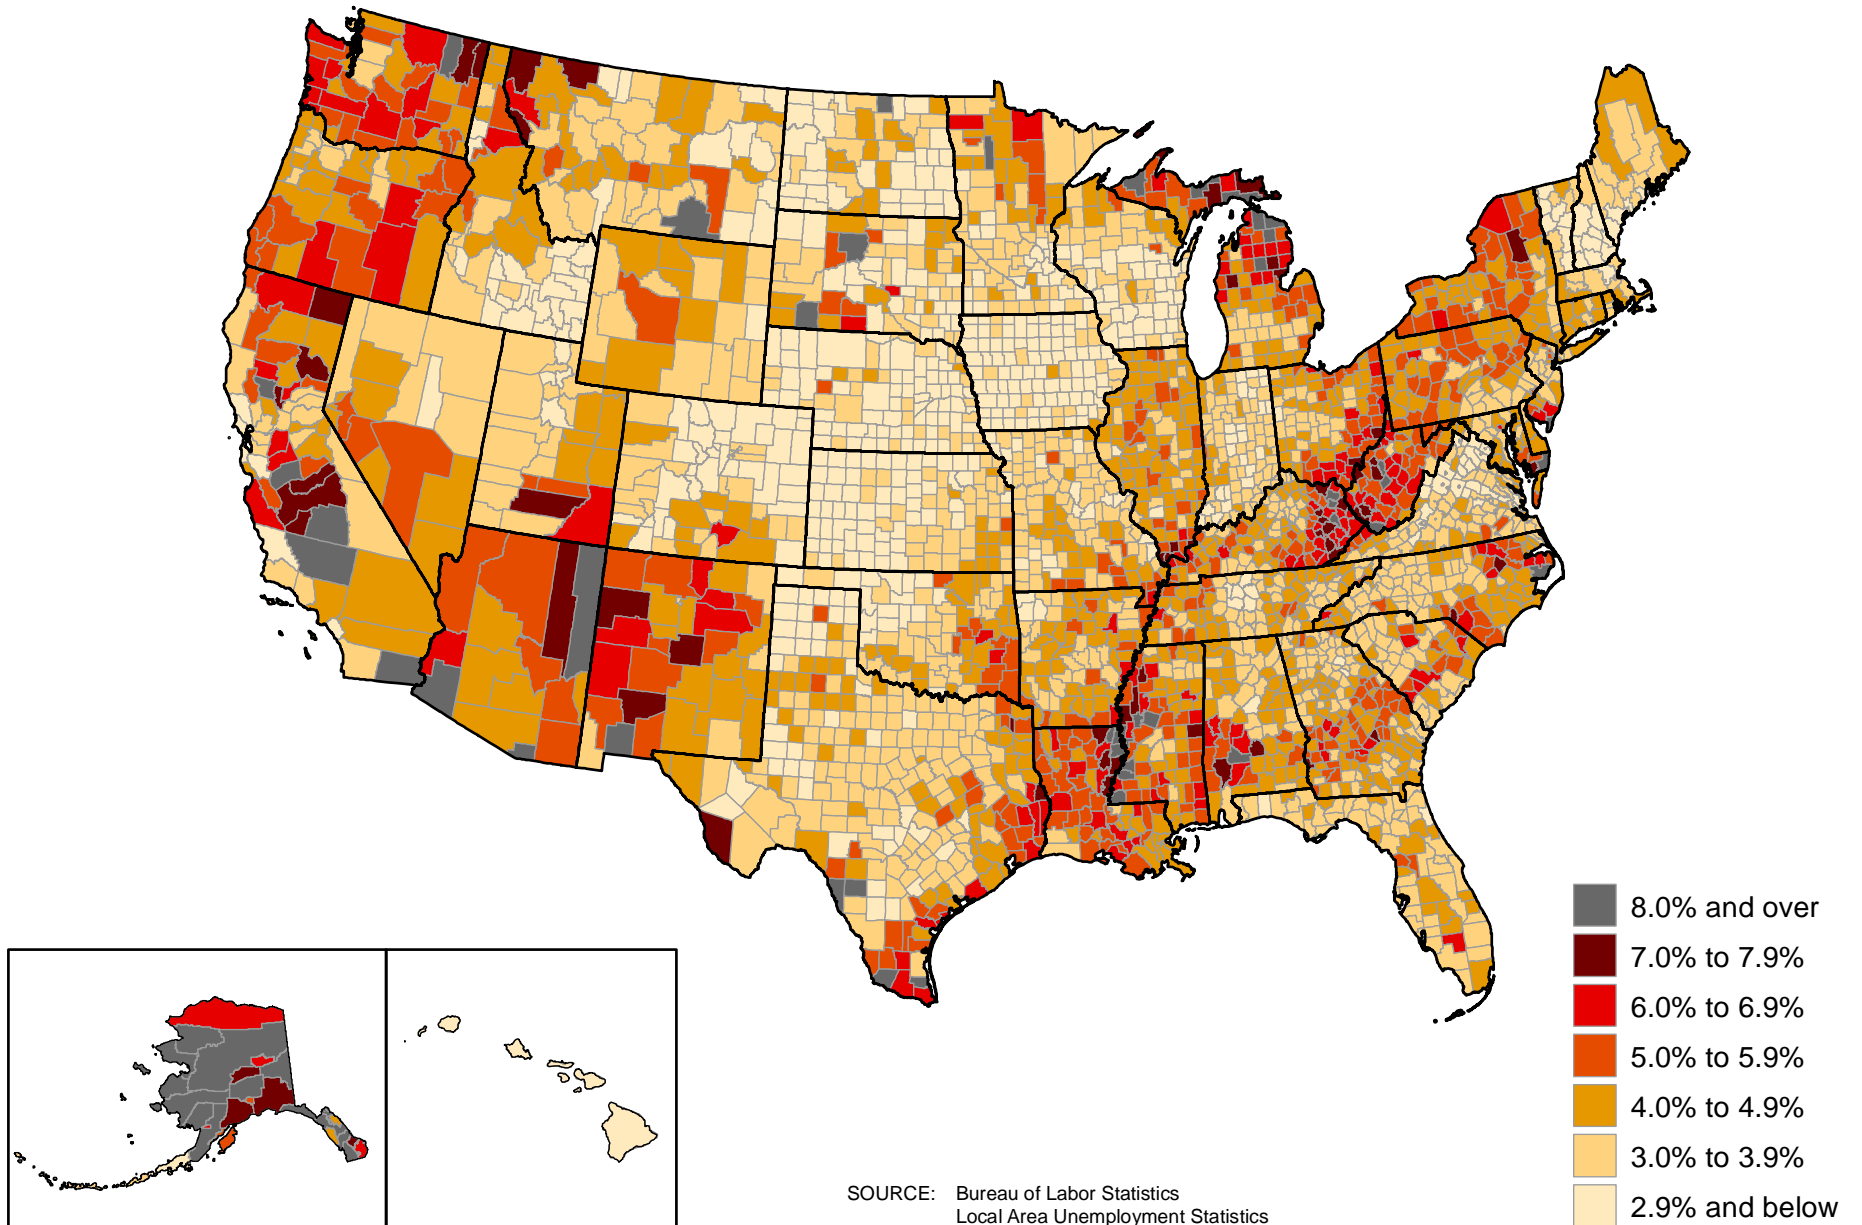 8.0% and over
7.0% to 7.9%
6.0% to 6.9%
5.0% to 5.9%
4.0% to 4.9%
3.0% to 3.9%
2.9% and below
SOURCE: Bureau of Labor Statistics
Local Area Unemployment Statistics